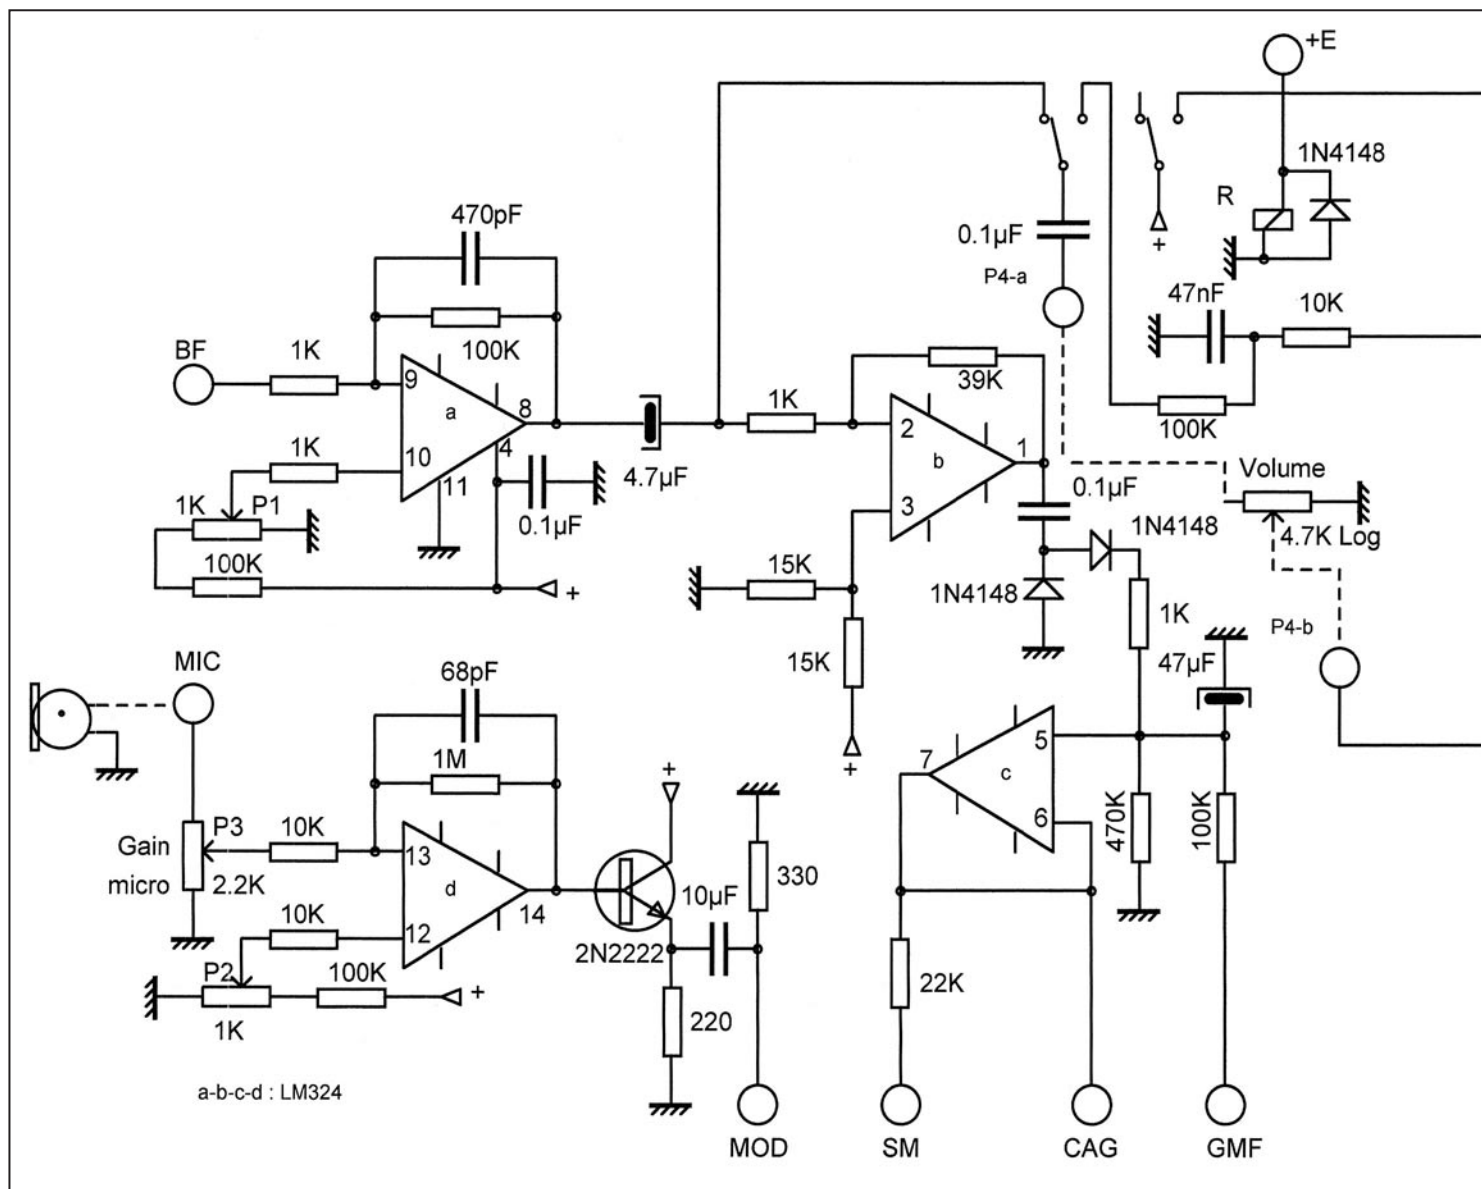 +E
1N4148
R
470pF
0.1µF
+
P4-a
47nF
10K
BF
1K
100K
9
a
8
39K
1K
100K
1K
10
4
2
b
1
1K
P1
11
4.7µF
0.1µF
Volume
0.1µF
3
1N4148
4.7K Log
100K
+
15K
1N4148
1K
P4-b
MIC
68pF
15K
47µF
1M
+
+
7
c
5
6
470K
100K
Gain
micro
P3
10K
13
2.2K
d
330
10µF
14
10K
12
2N2222
P2
100K
+
22K
1K
220
a-b-c-d : LM324
MOD
SM
CAG
GMF